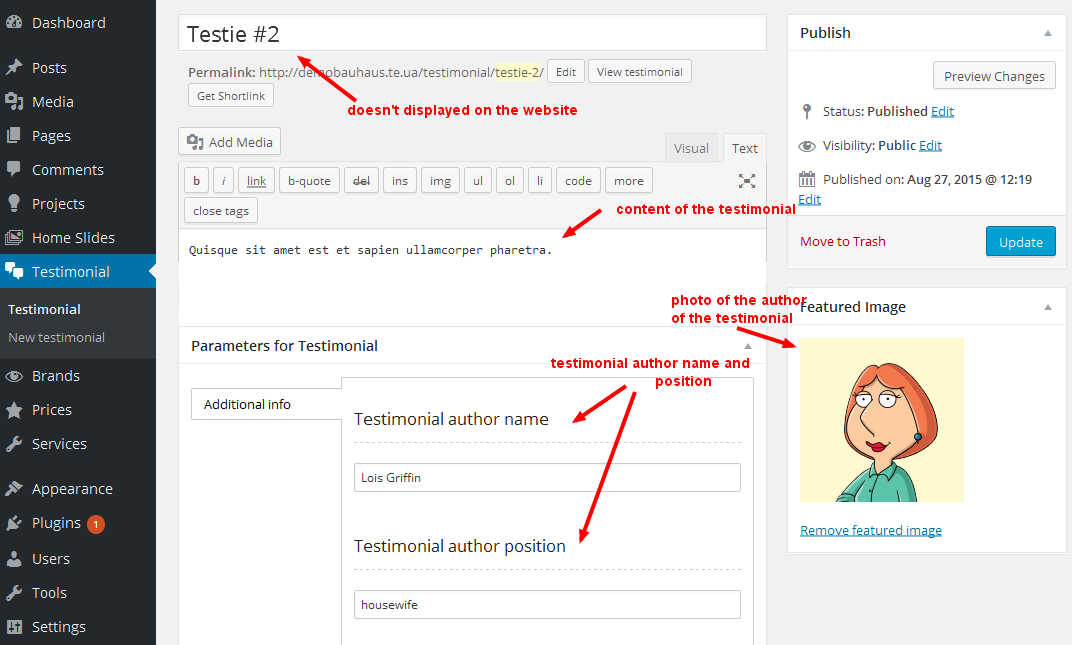 Dashboard
Posts
Media
Pages
Comments
Projects
Home Slides
Testimonial
Testimonial
New testimonial
Brands
Prices
Services
Appearance
Plugins 1
Users
Tools
Settings
Testie #2
Permalink: http://demobauhaus.te.ua/testimonial/testie-2/ Edit View testimonial
Get Shortlink
doesn't displayed on the website
Add Media
Visual Text
b i link b-quote del ins img ul ol li code more
close tags
content of the testimonial
Quisque sit amet est et sapien ullamcorper pharetra.
Parameters for Testimonial
testimonial author name and
position
Additional info
Testimonial author name
Lois Griffin
Testimonial author position
housewife
Publish
Preview Changes
Status: Published Edit
Visibility: Public Edit
Published on: Aug 27, 2015 @ 12:19
Edit
Move to Trash Update
photo of the author
of the testimonial
Featured Image
Remove featured image